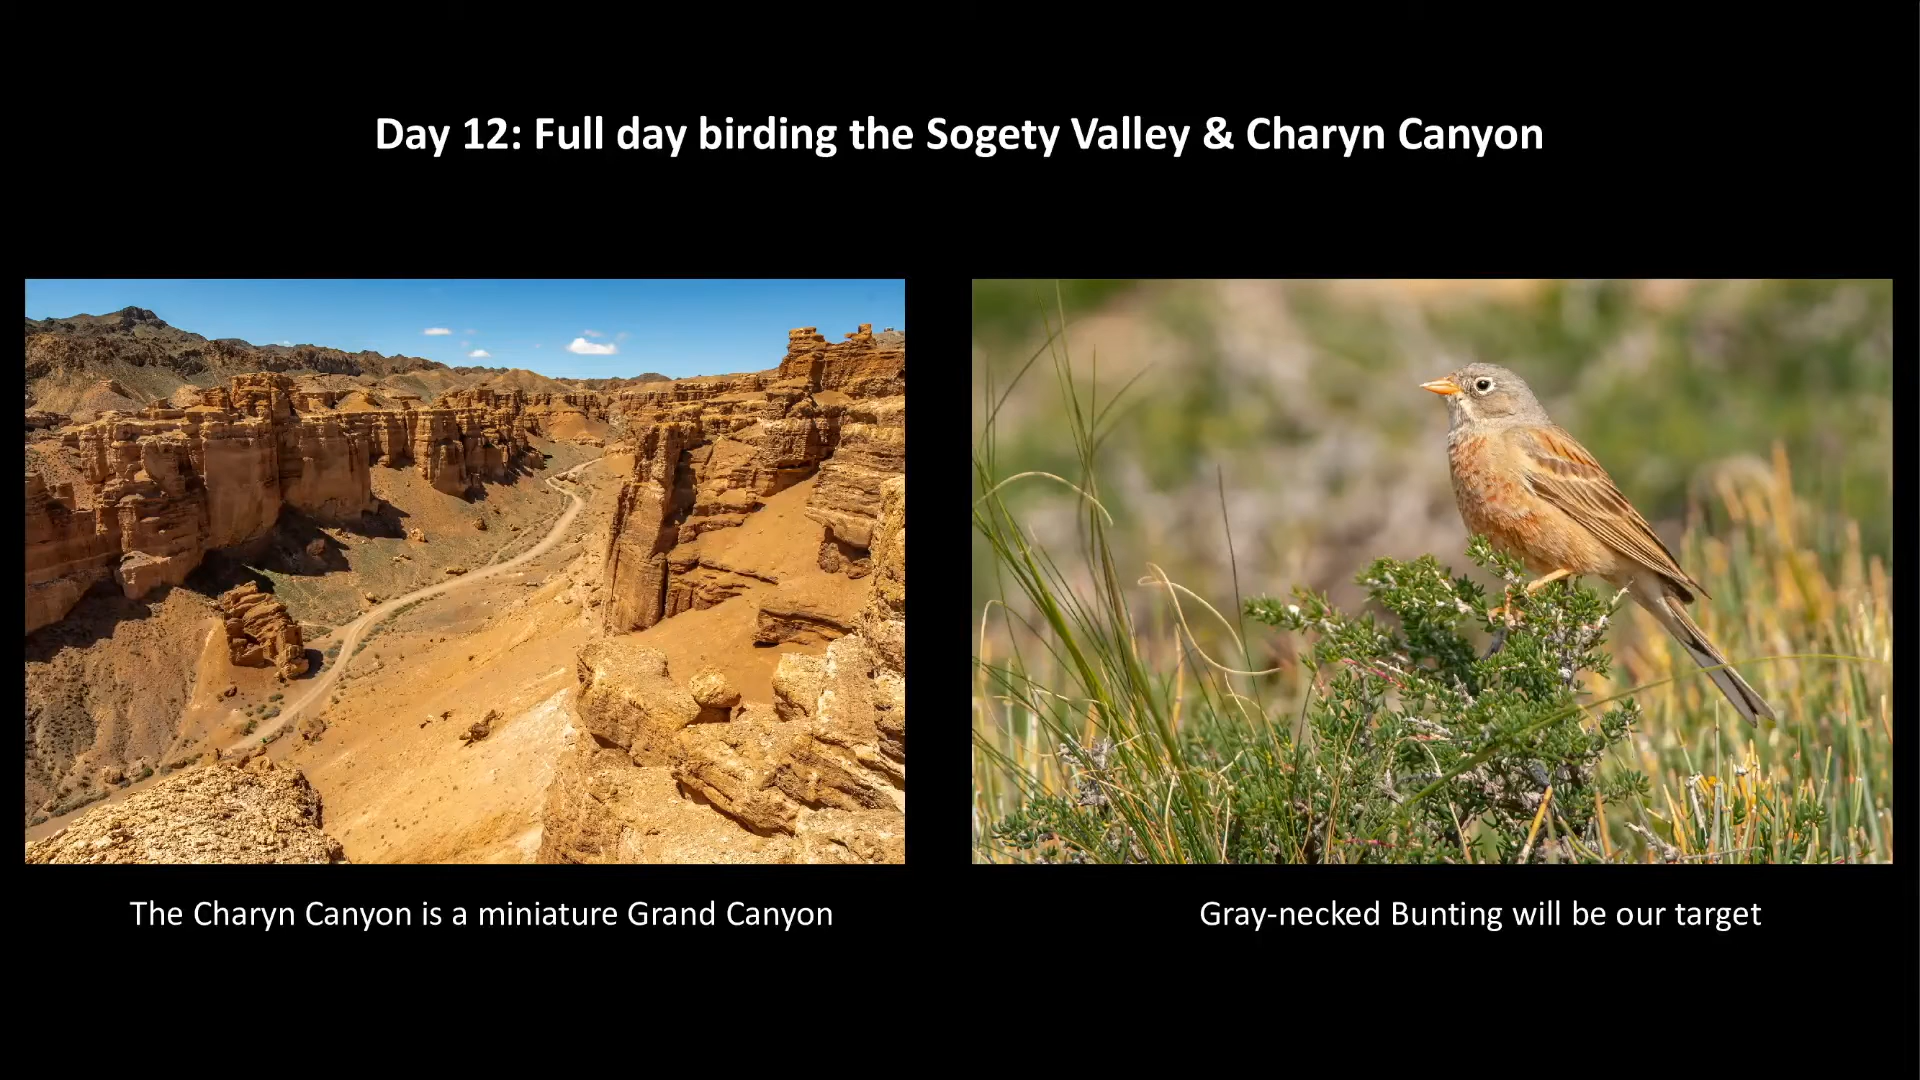 Day 12: Full day birding the Sogety Valley & Charyn Canyon
The Charyn Canyon is a miniature Grand Canyon
Gray-necked Bunting will be our target